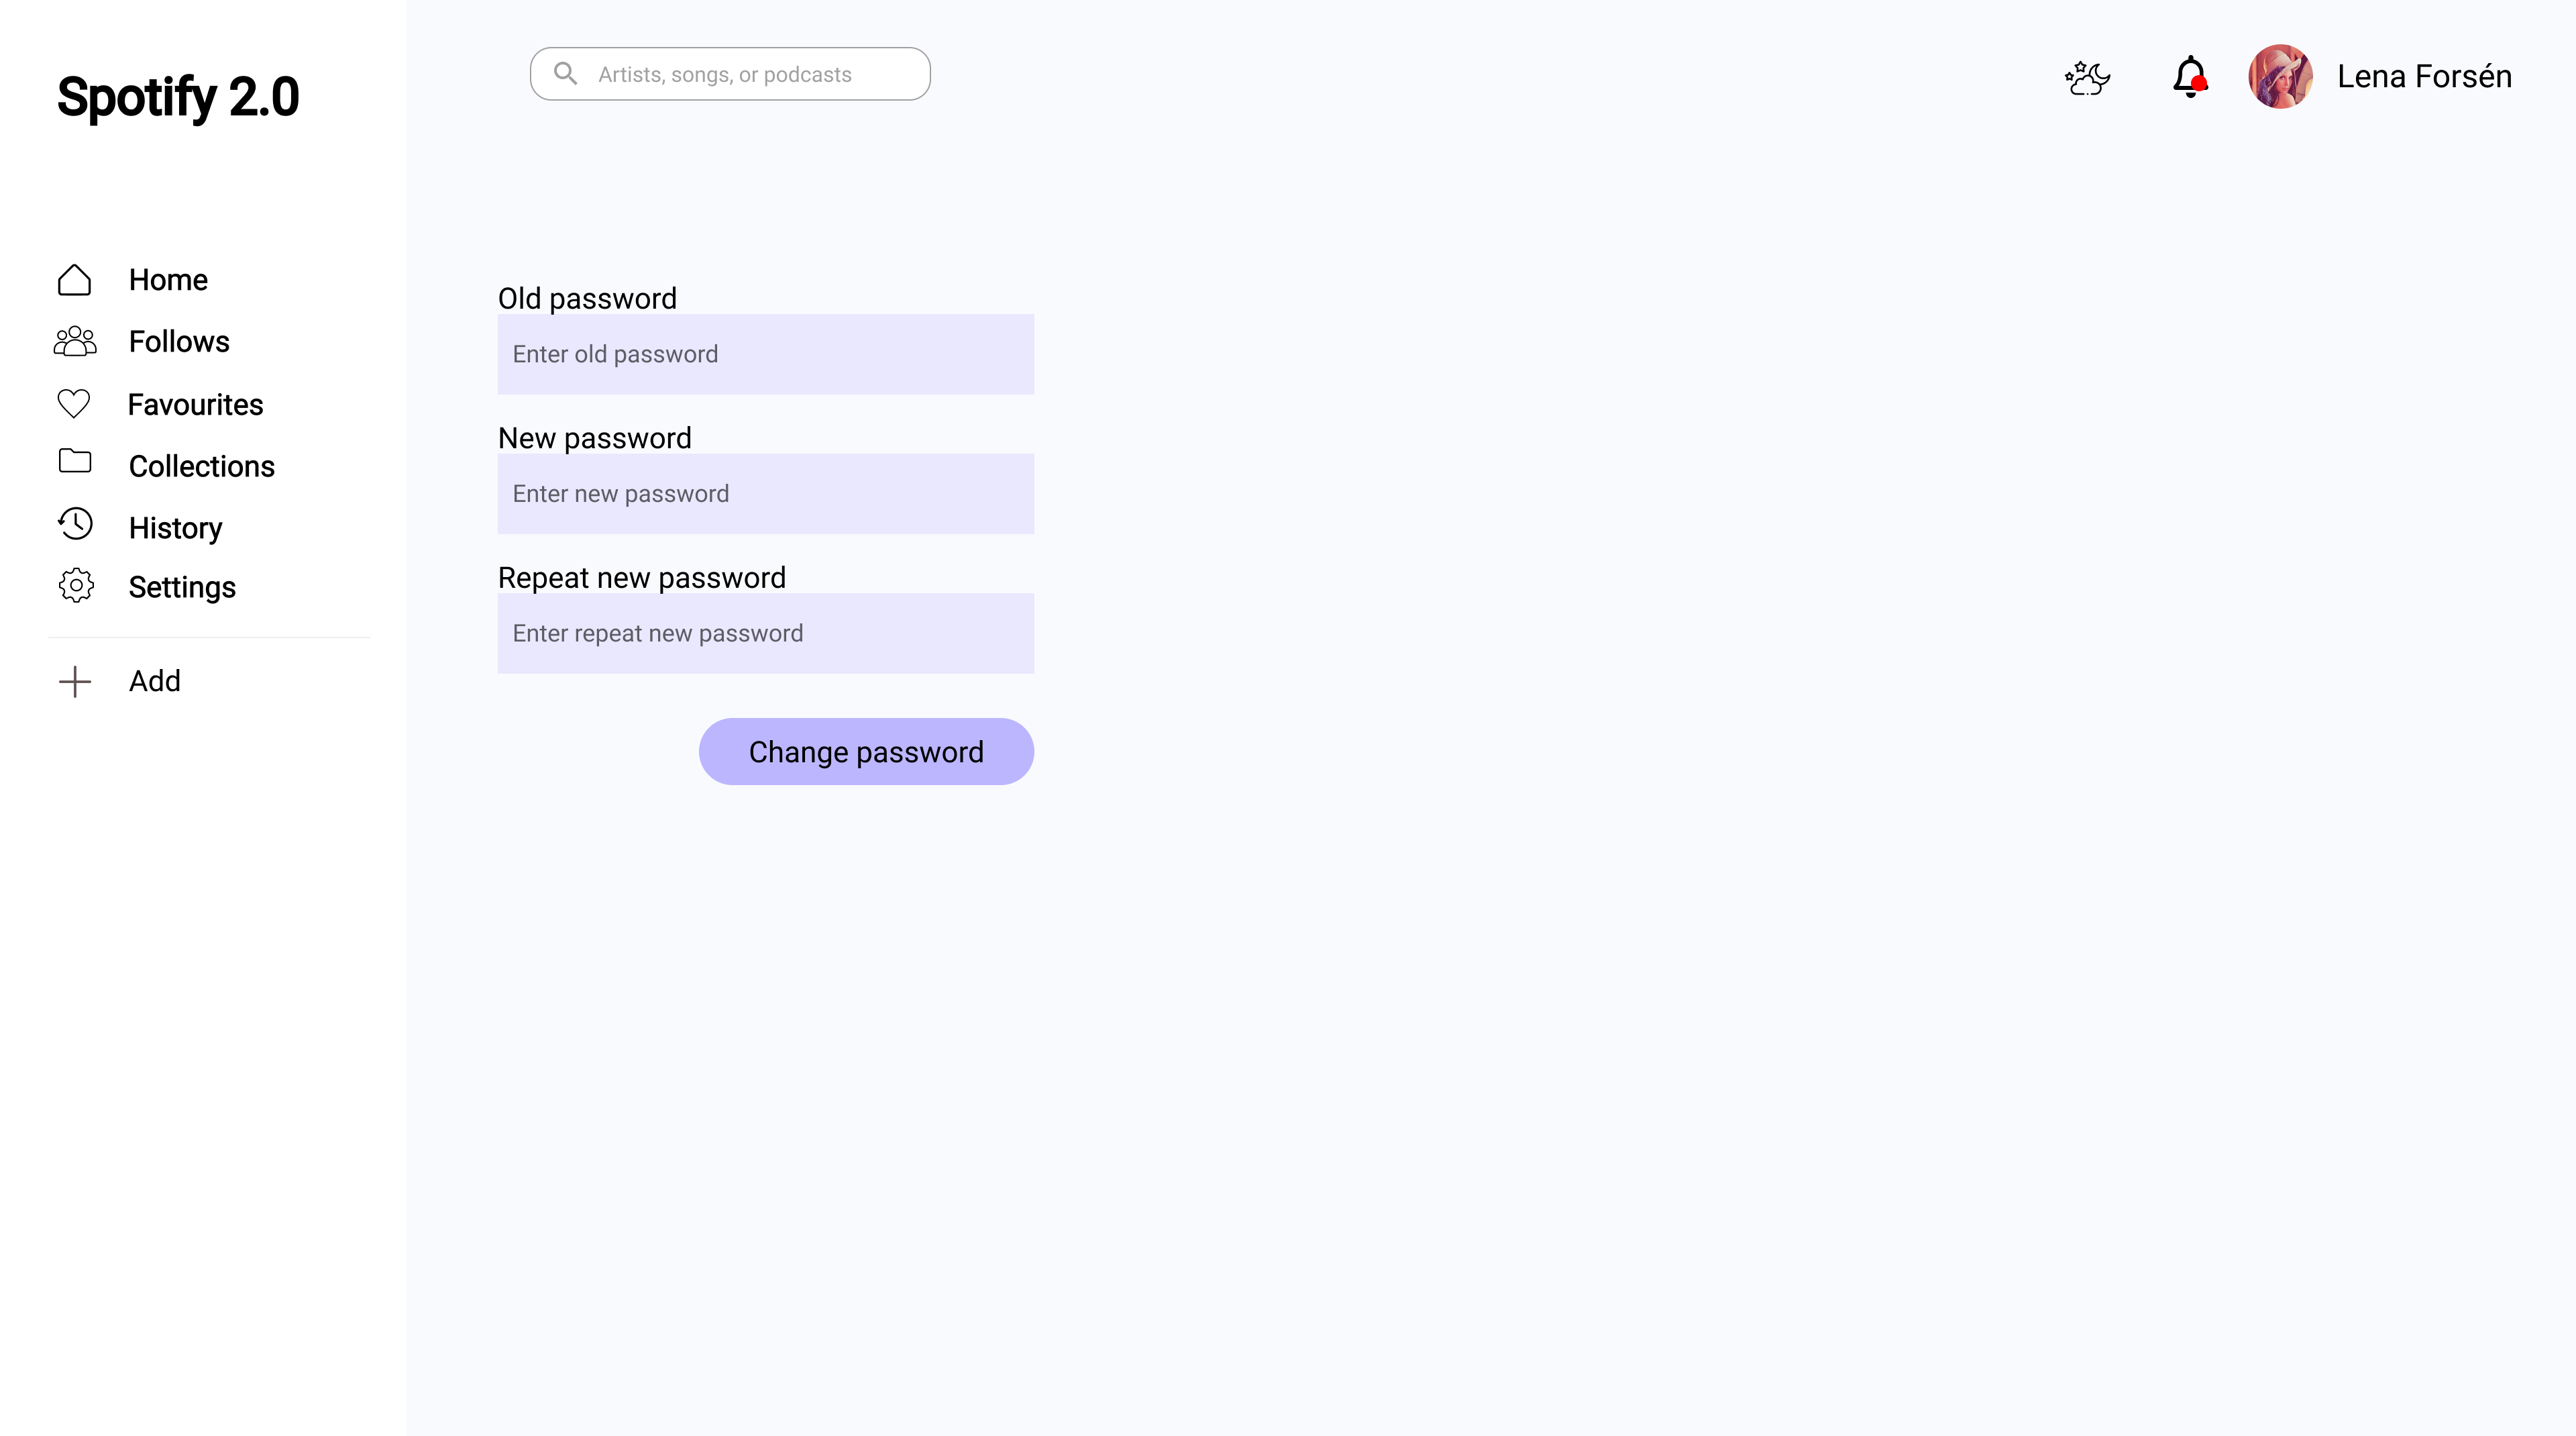 Spotify 2.0
Artists, songs, or podcasts
Lena Forsén
Home
Follows
Favourites
Collections
History
Settings
Add
Old password
Enter old password
New password
Enter new password
Repeat new password
Enter repeat new password
Change password